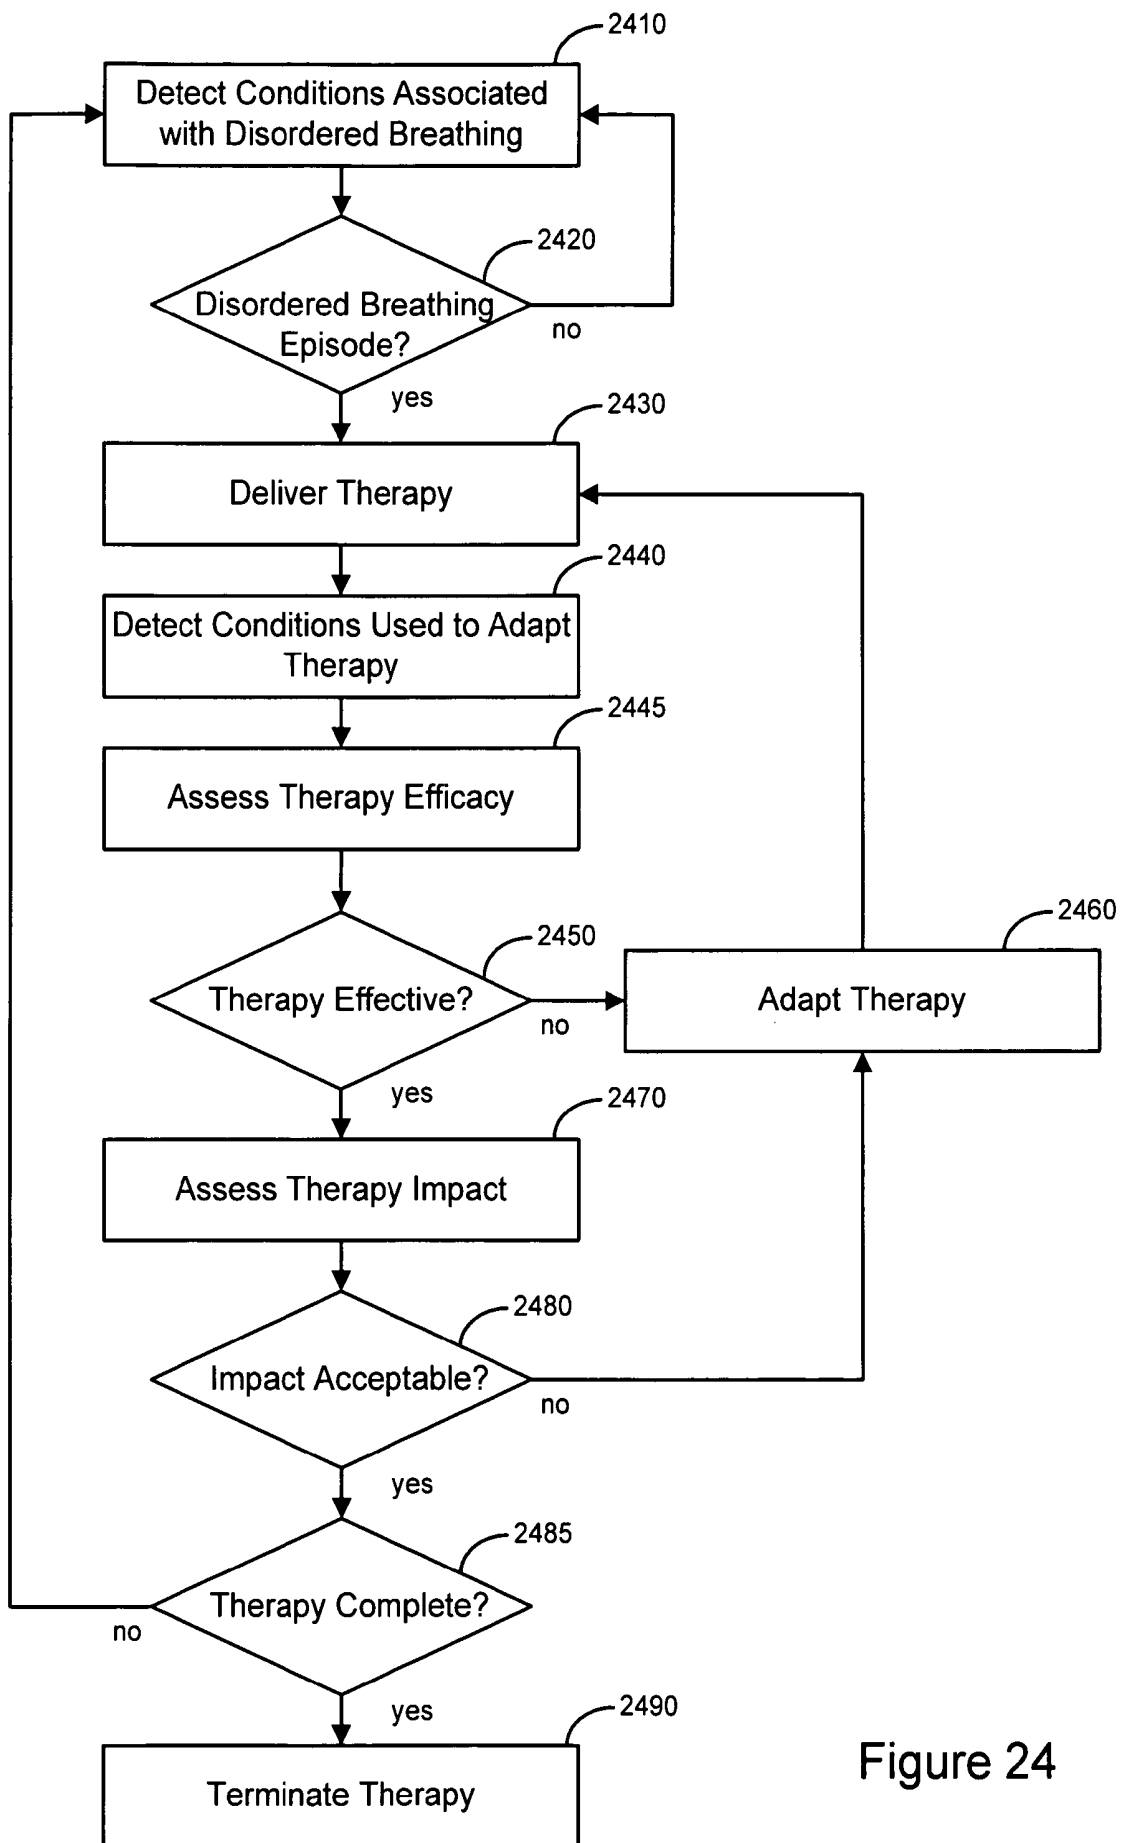 2410
Detect Conditions Associated
with Disordered Breathing
2420
Disordered Breathing
Episode?
no
yes
2430
Deliver Therapy
2440
Detect Conditions Used to Adapt
Therapy
2445
Assess Therapy Efficacy
2450
Therapy Effective?
no
yes
2460
Adapt Therapy
2470
Assess Therapy Impact
2480
Impact Acceptable?
no
yes
2485
Therapy Complete?
no
yes
2490
Terminate Therapy
Figure 24